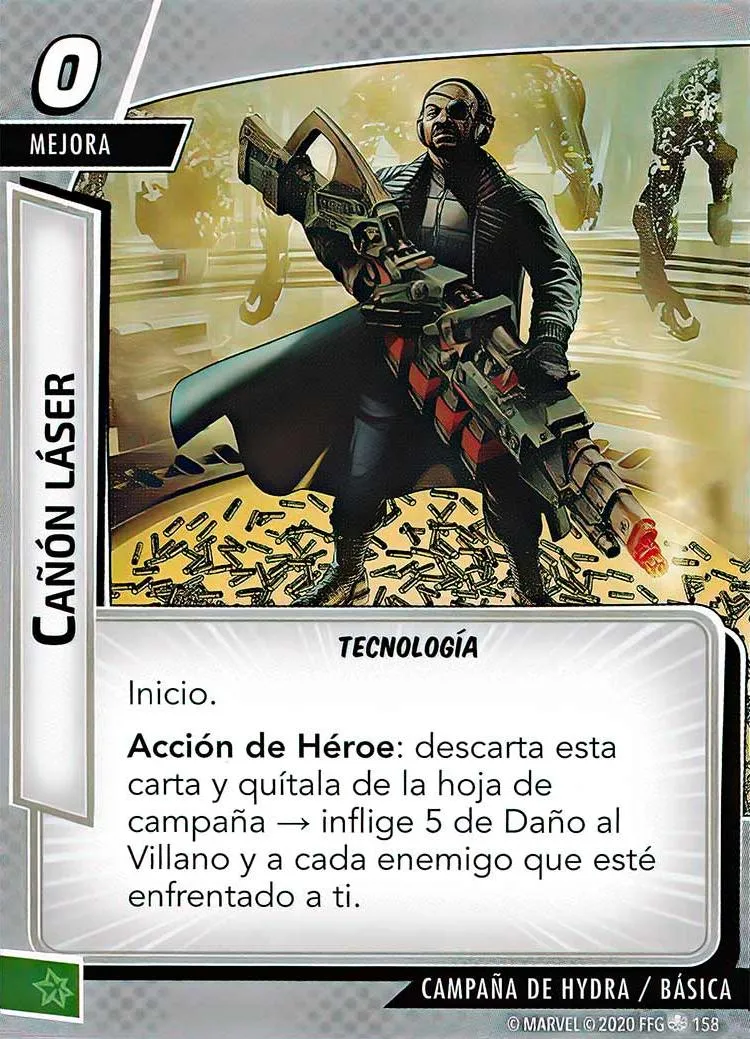 0
MEJORA
CAÑÓN LÁSER
TECNOLOGÍA
Inicio.
Acción de Héroe: descarta esta
carta y quítala de la hoja de
campaña → inflige 5 de Daño al
Villano y a cada enemigo que esté
enfrentado a ti.
CAMPAÑA DE HYDRA / BÁSICA
© MARVEL © 2020 FFG 158